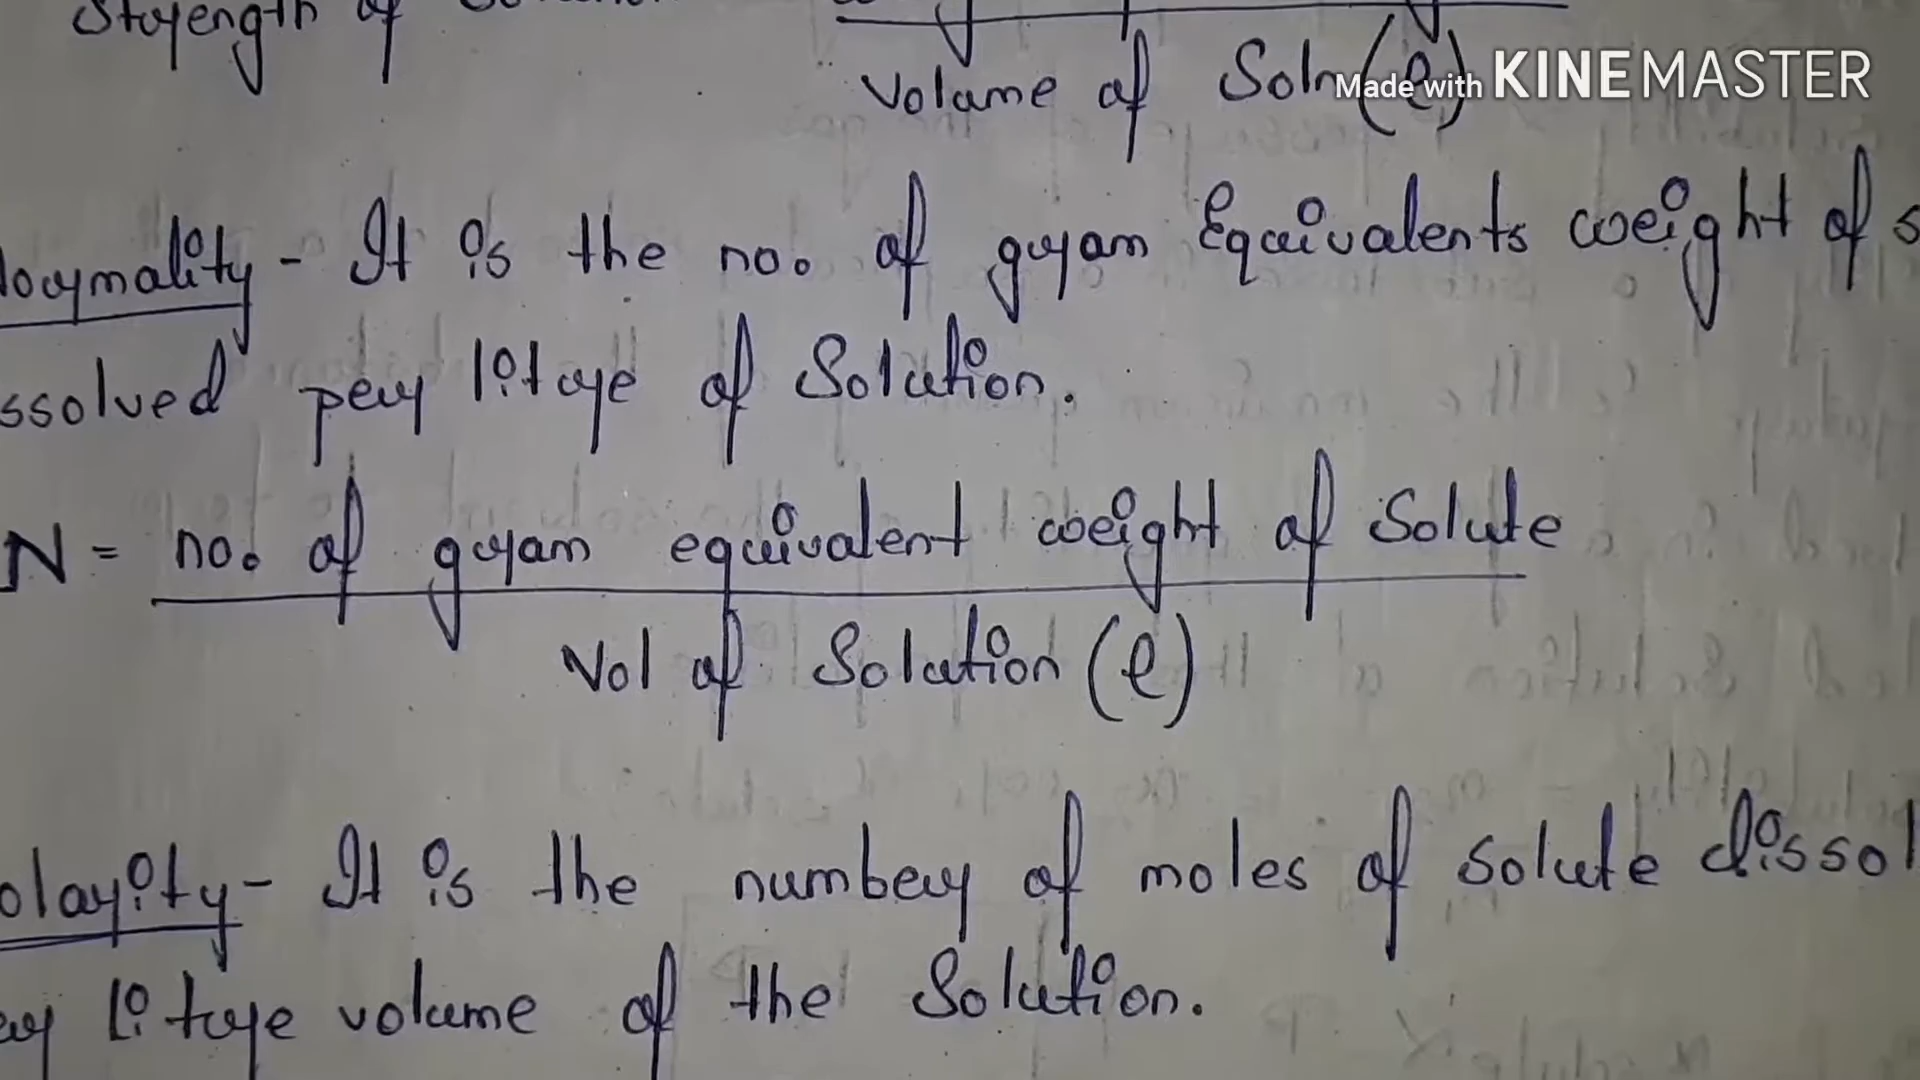 Strength of
Volume of Soln (l)
Made with KINEMASTER
Normality - It is the no. of gram Equivalents weight of s
ssolved per litre of Solution.
N = no. of gram equivalent weight of Solute
Vol of Solution (l)
olarity - It is the number of moles of solute dissol
er litre volume of the Solution.